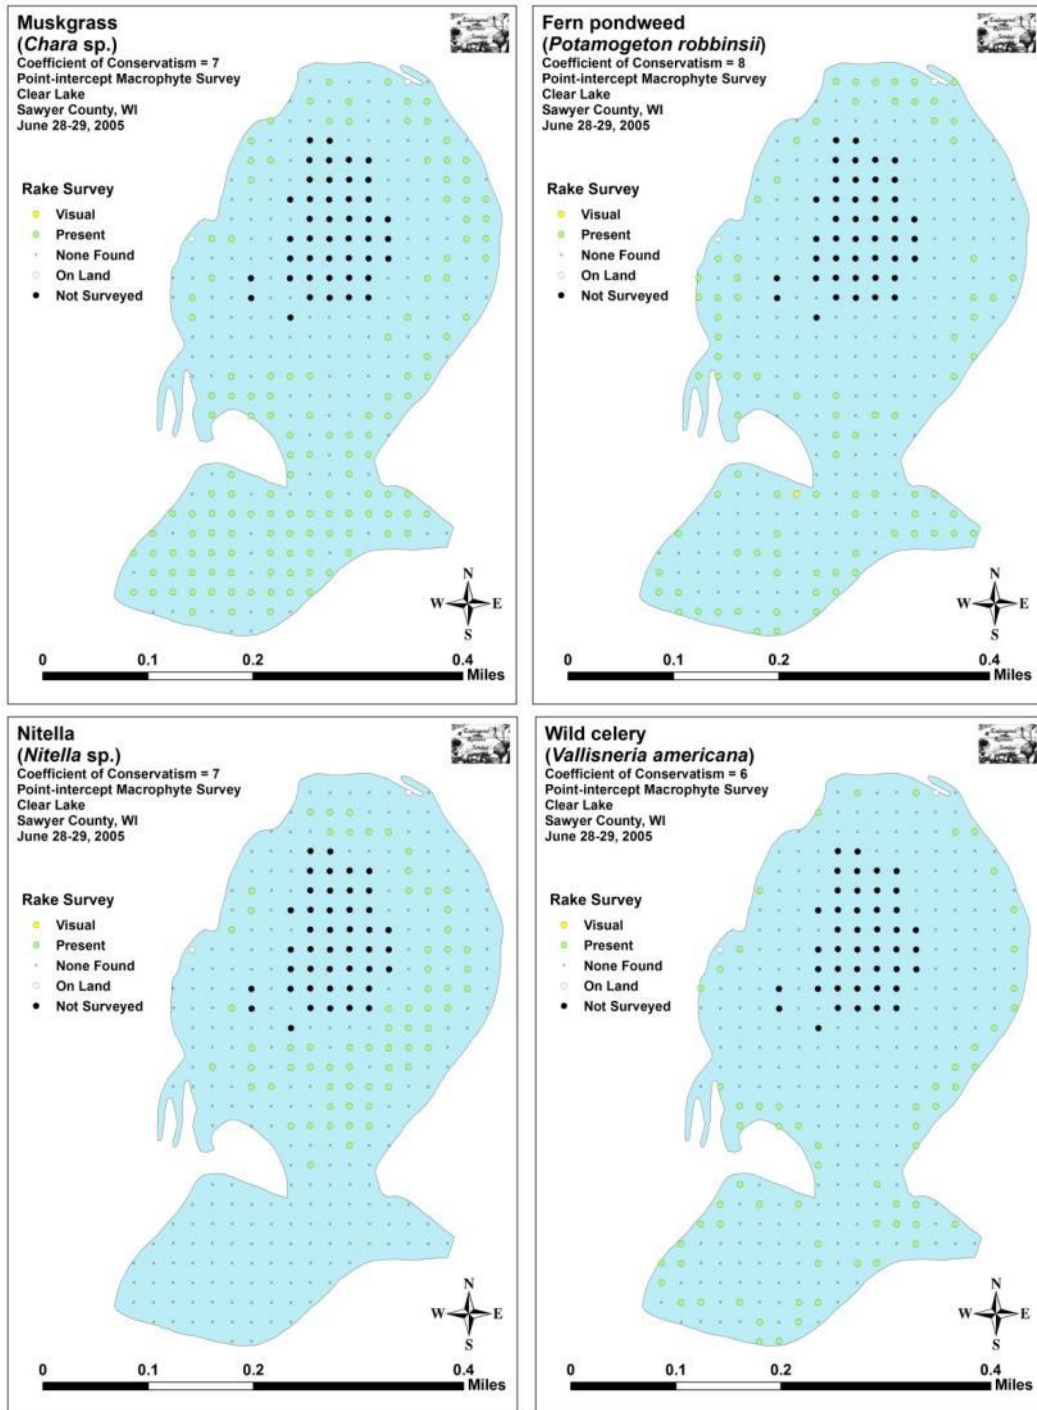 Muskgrass
(Chara sp.)
Coefficient of Conservatism = 7
Point-intercept Macrophyte Survey
Clear Lake
Sawyer County, WI
June 28-29, 2005
Rake Survey
Visual
Present
None Found
On Land
Not Surveyed
N
W E
S
0 0.1 0.2 0.4
Miles
Fern pondweed
(Potamogeton robbinsii)
Coefficient of Conservatism = 8
Point-intercept Macrophyte Survey
Clear Lake
Sawyer County, WI
June 28-29, 2005
Rake Survey
Visual
Present
None Found
On Land
Not Surveyed
N
W E
S
0 0.1 0.2 0.4
Miles
Nitella
(Nitella sp.)
Coefficient of Conservatism = 7
Point-intercept Macrophyte Survey
Clear Lake
Sawyer County, WI
June 28-29, 2005
Rake Survey
Visual
Present
None Found
On Land
Not Surveyed
N
W E
S
0 0.1 0.2 0.4
Miles
Wild celery
(Vallisneria americana)
Coefficient of Conservatism = 6
Point-intercept Macrophyte Survey
Clear Lake
Sawyer County, WI
June 28-29, 2005
Rake Survey
Visual
Present
None Found
On Land
Not Surveyed
N
W E
S
0 0.1 0.2 0.4
Miles